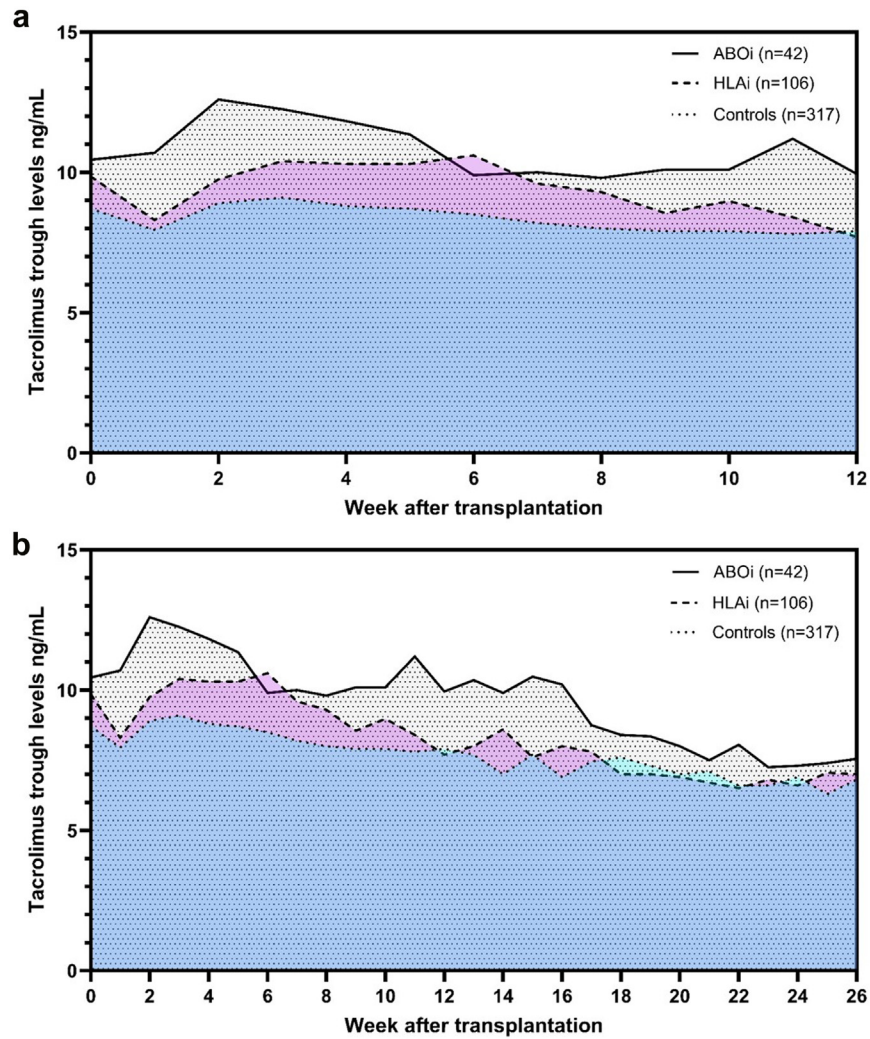 a
15
10
5
0
Tacrolimus trough levels ng/mL
ABOi (n=42)
HLAi (n=106)
Controls (n=317)
0 2 4 6 8 10 12
Week after transplantation
b
15
10
5
0
Tacrolimus trough levels ng/mL
ABOi (n=42)
HLAi (n=106)
Controls (n=317)
0 2 4 6 8 10 12 14 16 18 20 22 24 26
Week after transplantation